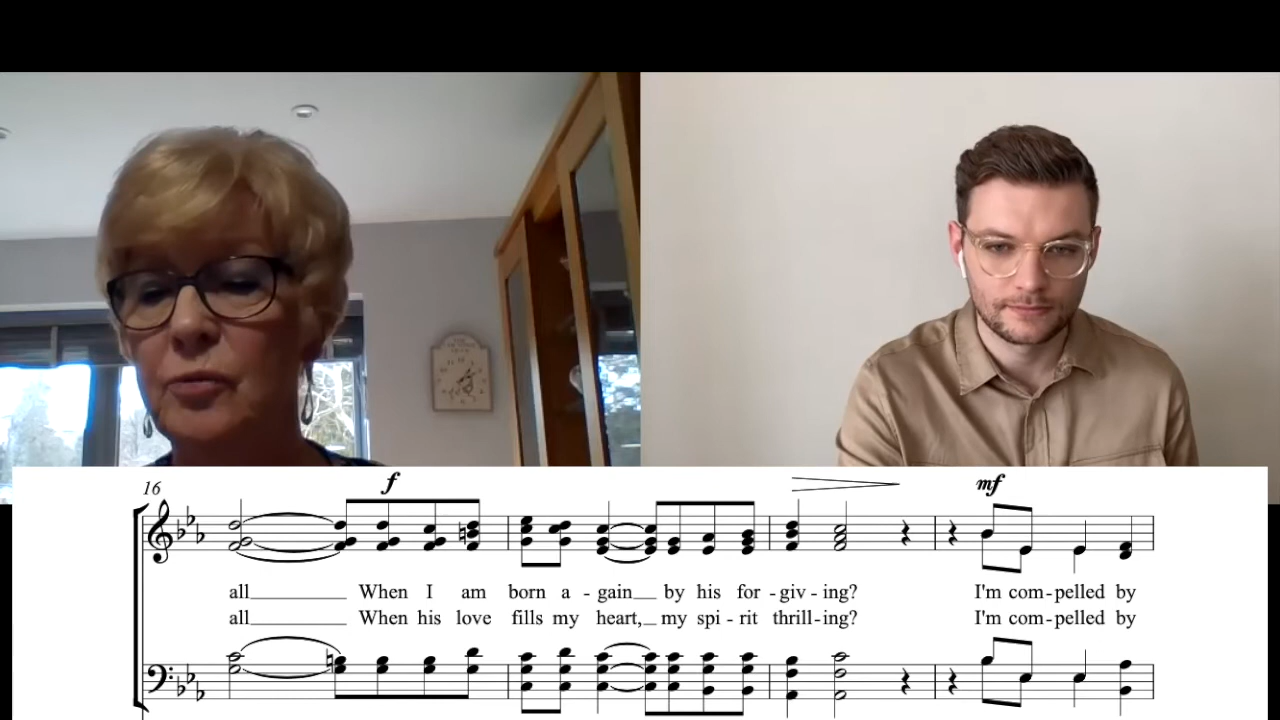 16
f
mf
all When I am born a - gain by his for - giv - ing? I'm com - pelled by
all When his love fills my heart, my spi - rit thrill - ing? I'm com - pelled by